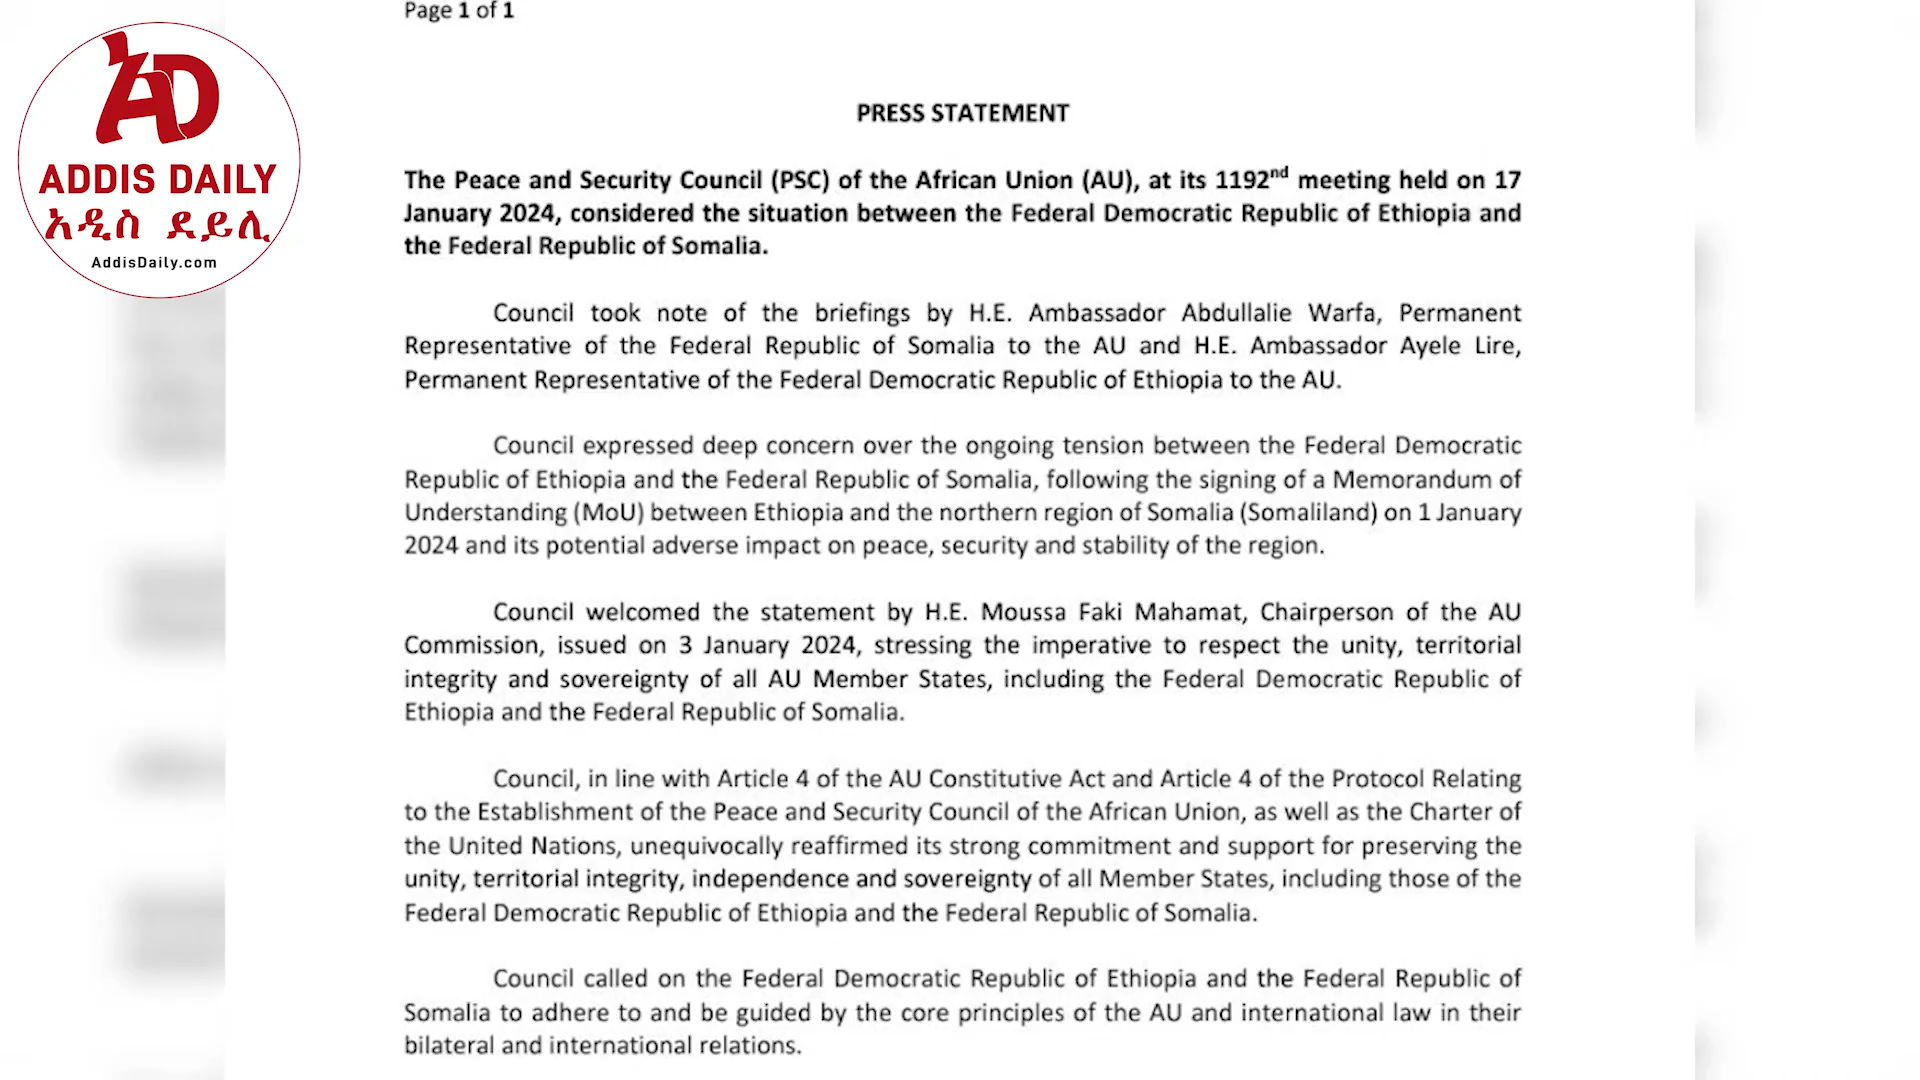 Page 1 of 1
AD
ADDIS DAILY
አዲስ ደይሊ
AddisDaily.com
PRESS STATEMENT
The Peace and Security Council (PSC) of the African Union (AU), at its 1192nd meeting held on 17
January 2024, considered the situation between the Federal Democratic Republic of Ethiopia and
the Federal Republic of Somalia.
Council took note of the briefings by H.E. Ambassador Abdullalie Warfa, Permanent
Representative of the Federal Republic of Somalia to the AU and H.E. Ambassador Ayele Lire,
Permanent Representative of the Federal Democratic Republic of Ethiopia to the AU.
Council expressed deep concern over the ongoing tension between the Federal Democratic
Republic of Ethiopia and the Federal Republic of Somalia, following the signing of a Memorandum of
Understanding (MoU) between Ethiopia and the northern region of Somalia (Somaliland) on 1 January
2024 and its potential adverse impact on peace, security and stability of the region.
Council welcomed the statement by H.E. Moussa Faki Mahamat, Chairperson of the AU
Commission, issued on 3 January 2024, stressing the imperative to respect the unity, territorial
integrity and sovereignty of all AU Member States, including the Federal Democratic Republic of
Ethiopia and the Federal Republic of Somalia.
Council, in line with Article 4 of the AU Constitutive Act and Article 4 of the Protocol Relating
to the Establishment of the Peace and Security Council of the African Union, as well as the Charter of
the United Nations, unequivocally reaffirmed its strong commitment and support for preserving the
unity, territorial integrity, independence and sovereignty of all Member States, including those of the
Federal Democratic Republic of Ethiopia and the Federal Republic of Somalia.
Council called on the Federal Democratic Republic of Ethiopia and the Federal Republic of
Somalia to adhere to and be guided by the core principles of the AU and international law in their
bilateral and international relations.